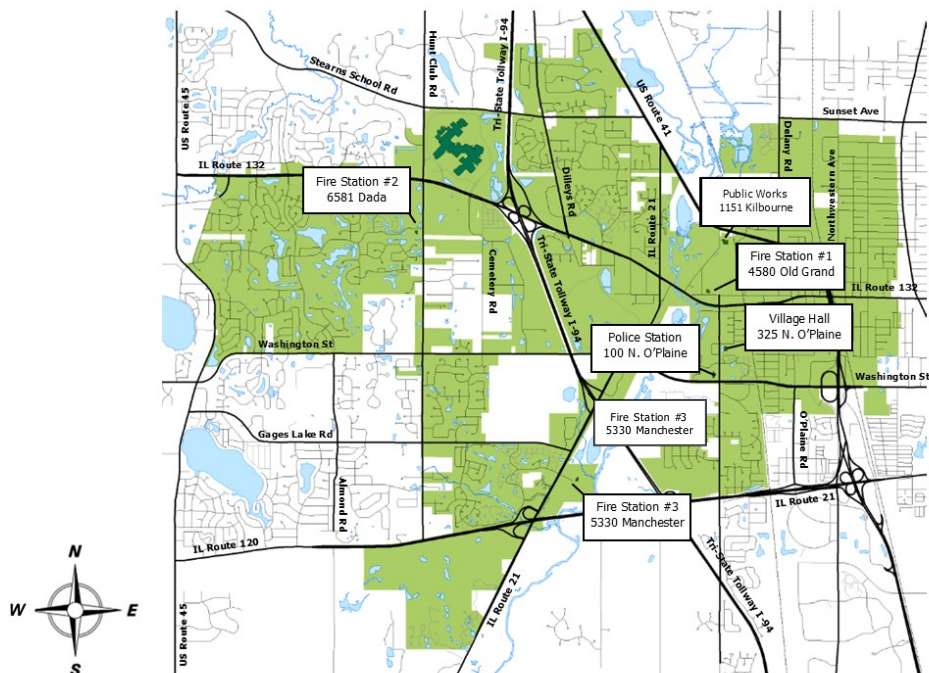 Stearns School Rd
Hunt Club Rd
Tri-State Tollway I-94
US Route 45
US Route 41
Sunset Ave
Delany Rd
Northwestern Ave
IL Route 132
Fire Station #2
6581 Dada
Dilleys Rd
IL Route 21
Public Works
1151 Kilbourne
Cemetery Rd
Tri-State Tollway I-94
Fire Station #1
4580 Old Grand
IL Route 132
Village Hall
325 N. O'Plaine
Police Station
100 N. O'Plaine
Washington St
Washington St
Fire Station #3
5330 Manchester
O'Plaine Rd
Gages Lake Rd
Almond Rd
Fire Station #3
5330 Manchester
IL Route 21
IL Route 120
Tri-State Tollway I-94
IL Route 21
US Route 45
N
W
E
S